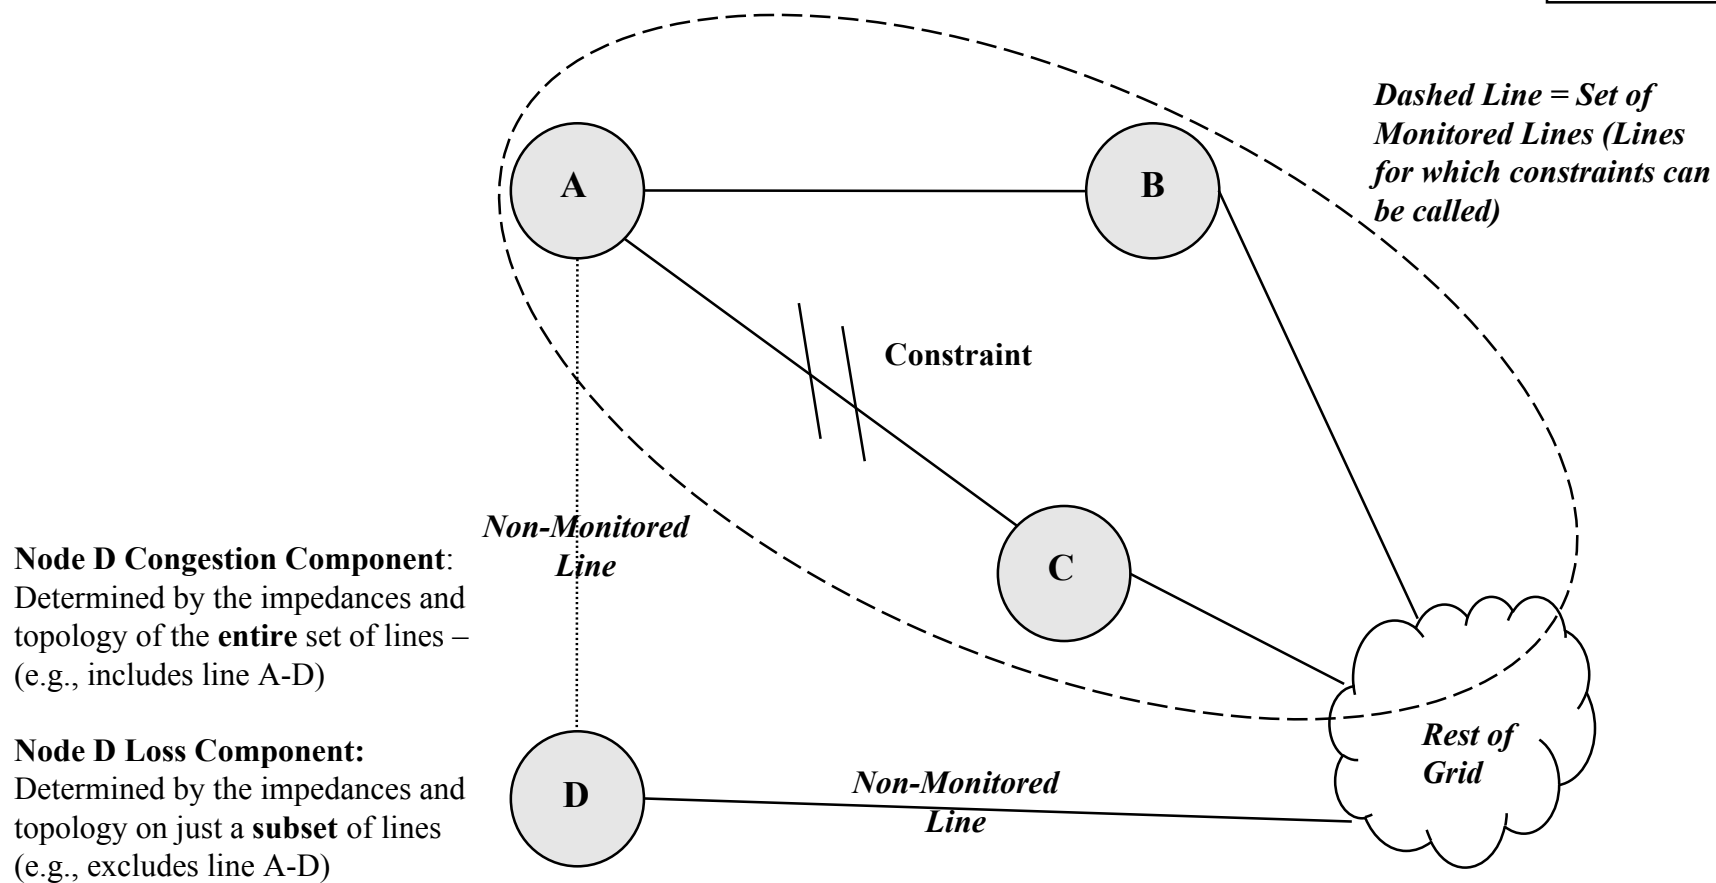 Dashed Line = Set of
Monitored Lines (Lines
for which constraints can
be called)
A
B
Constraint
C
Non-Monitored
Line
Node D Congestion Component:
Determined by the impedances and
topology of the entire set of lines –
(e.g., includes line A-D)
Node D Loss Component:
Determined by the impedances and
topology on just a subset of lines
(e.g., excludes line A-D)
D
Non-Monitored
Line
Rest of
Grid